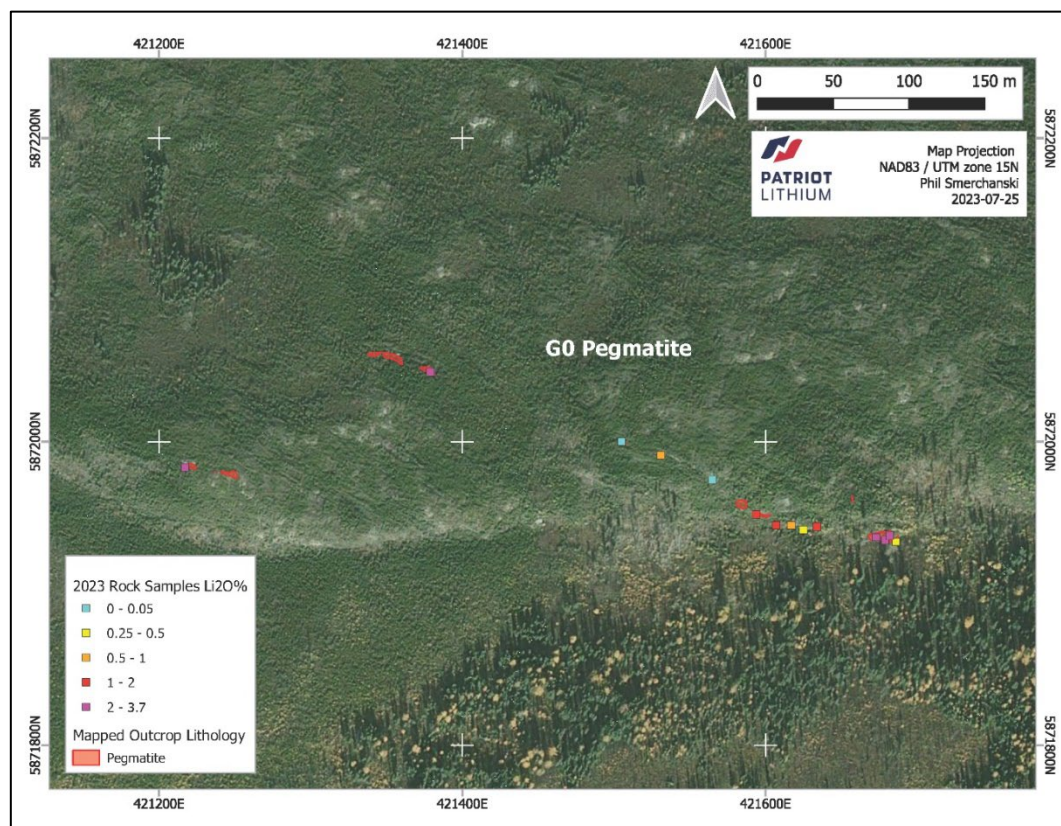 421200E
421400E
421600E
0
50
100
150 m
5872200N
5872200N
PATRIOT
LITHIUM
Map Projection
NAD83 / UTM zone 15N
Phil Smerchanski
2023-07-25
G0 Pegmatite
5872000N
5872000N
2023 Rock Samples Li2O%
0 - 0.05
0.25 - 0.5
0.5 - 1
1 - 2
2 - 3.7
Mapped Outcrop Lithology
Pegmatite
5871800N
5871800N
421200E
421400E
421600E